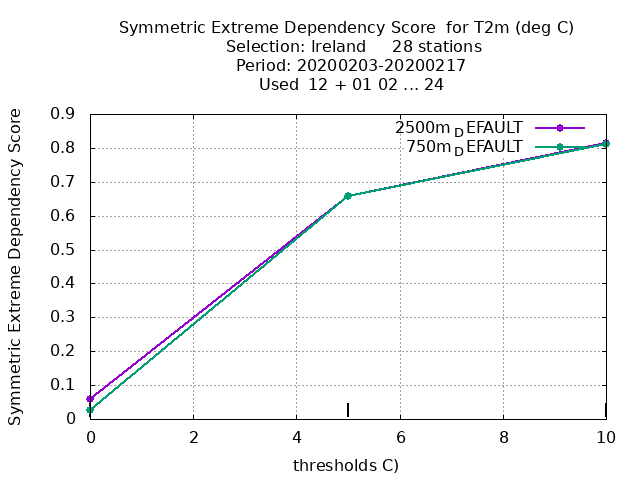 Symmetric Extreme Dependency Score  for T2m (deg C)
Selection: Ireland     28 stations
Period: 20200203-20200217
Used  12 + 01 02 ... 24
Symmetric Extreme Dependency Score
0.9
0.8
0.7
0.6
0.5
0.4
0.3
0.2
0.1
0
2500m_DEFAULT
750m_DEFAULT
0 2 4 6 8 10
thresholds C)